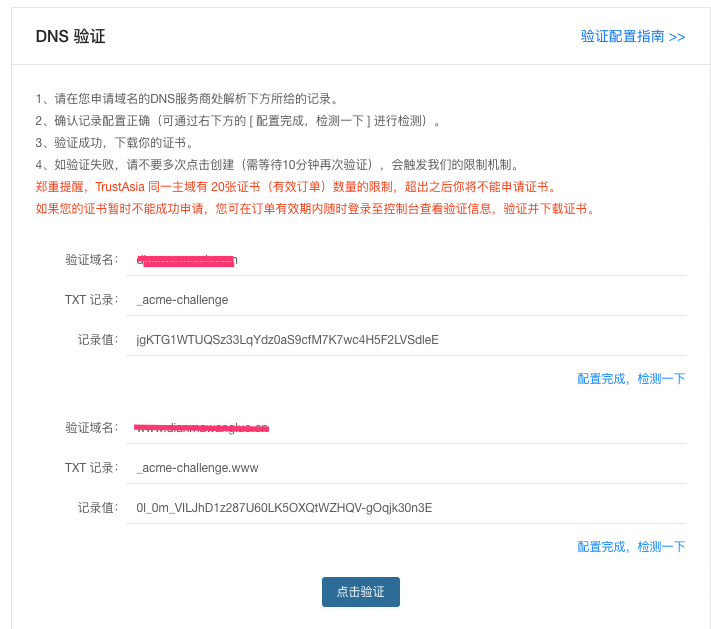 DNS 验证
验证配置指南 >>
1、请在您申请域名的DNS服务商处解析下方所给的记录。
2、确认记录配置正确（可通过右下方的 [ 配置完成，检测一下 ] 进行检测）。
3、验证成功，下载你的证书。
4、如验证失败，请不要多次点击创建（需等待10分钟再次验证），会触发我们的限制机制。
郑重提醒，TrustAsia 同一主域有 20张证书（有效订单）数量的限制，超出之后你将不能申请证书。
如果您的证书暂时不能成功申请，您可在订单有效期内随时登录至控制台查看验证信息，验证并下载证书。
验证域名：
TXT 记录： _acme-challenge
记录值： jgKTG1WTUQSz33LqYdz0aS9cfM7K7wc4H5F2LVSdleE
配置完成，检测一下
验证域名：
TXT 记录： _acme-challenge.www
记录值： 0l_0m_VILJhD1z287U60LK5OXQtWZHQV-gOqjk30n3E
配置完成，检测一下
点击验证